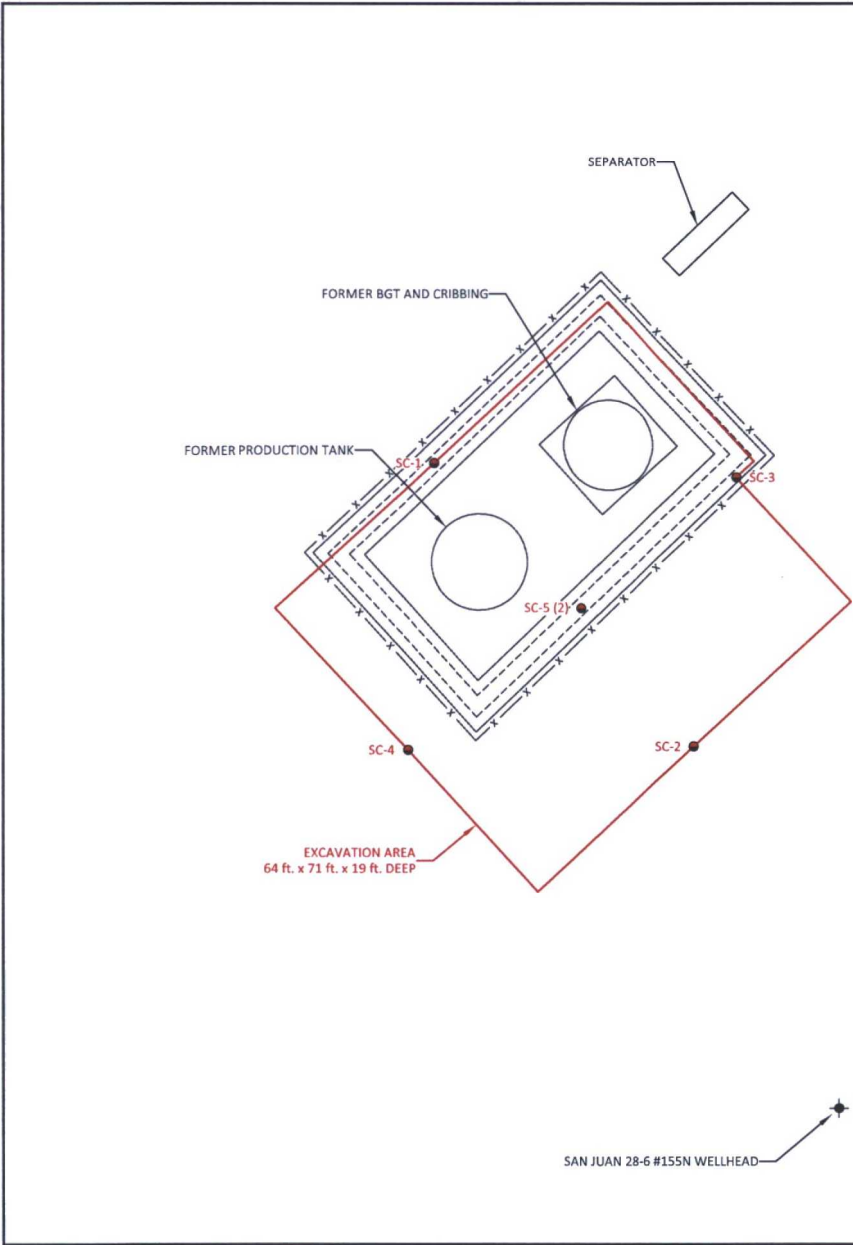 SEPARATOR
FORMER BGT AND CRIBBING
FORMER PRODUCTION TANK
SC-1
SC-3
SC-5 (2)
SC-4
SC-2
EXCAVATION AREA
64 ft. x 71 ft. x 19 ft. DEEP
SAN JUAN 28-6 #155N WELLHEAD